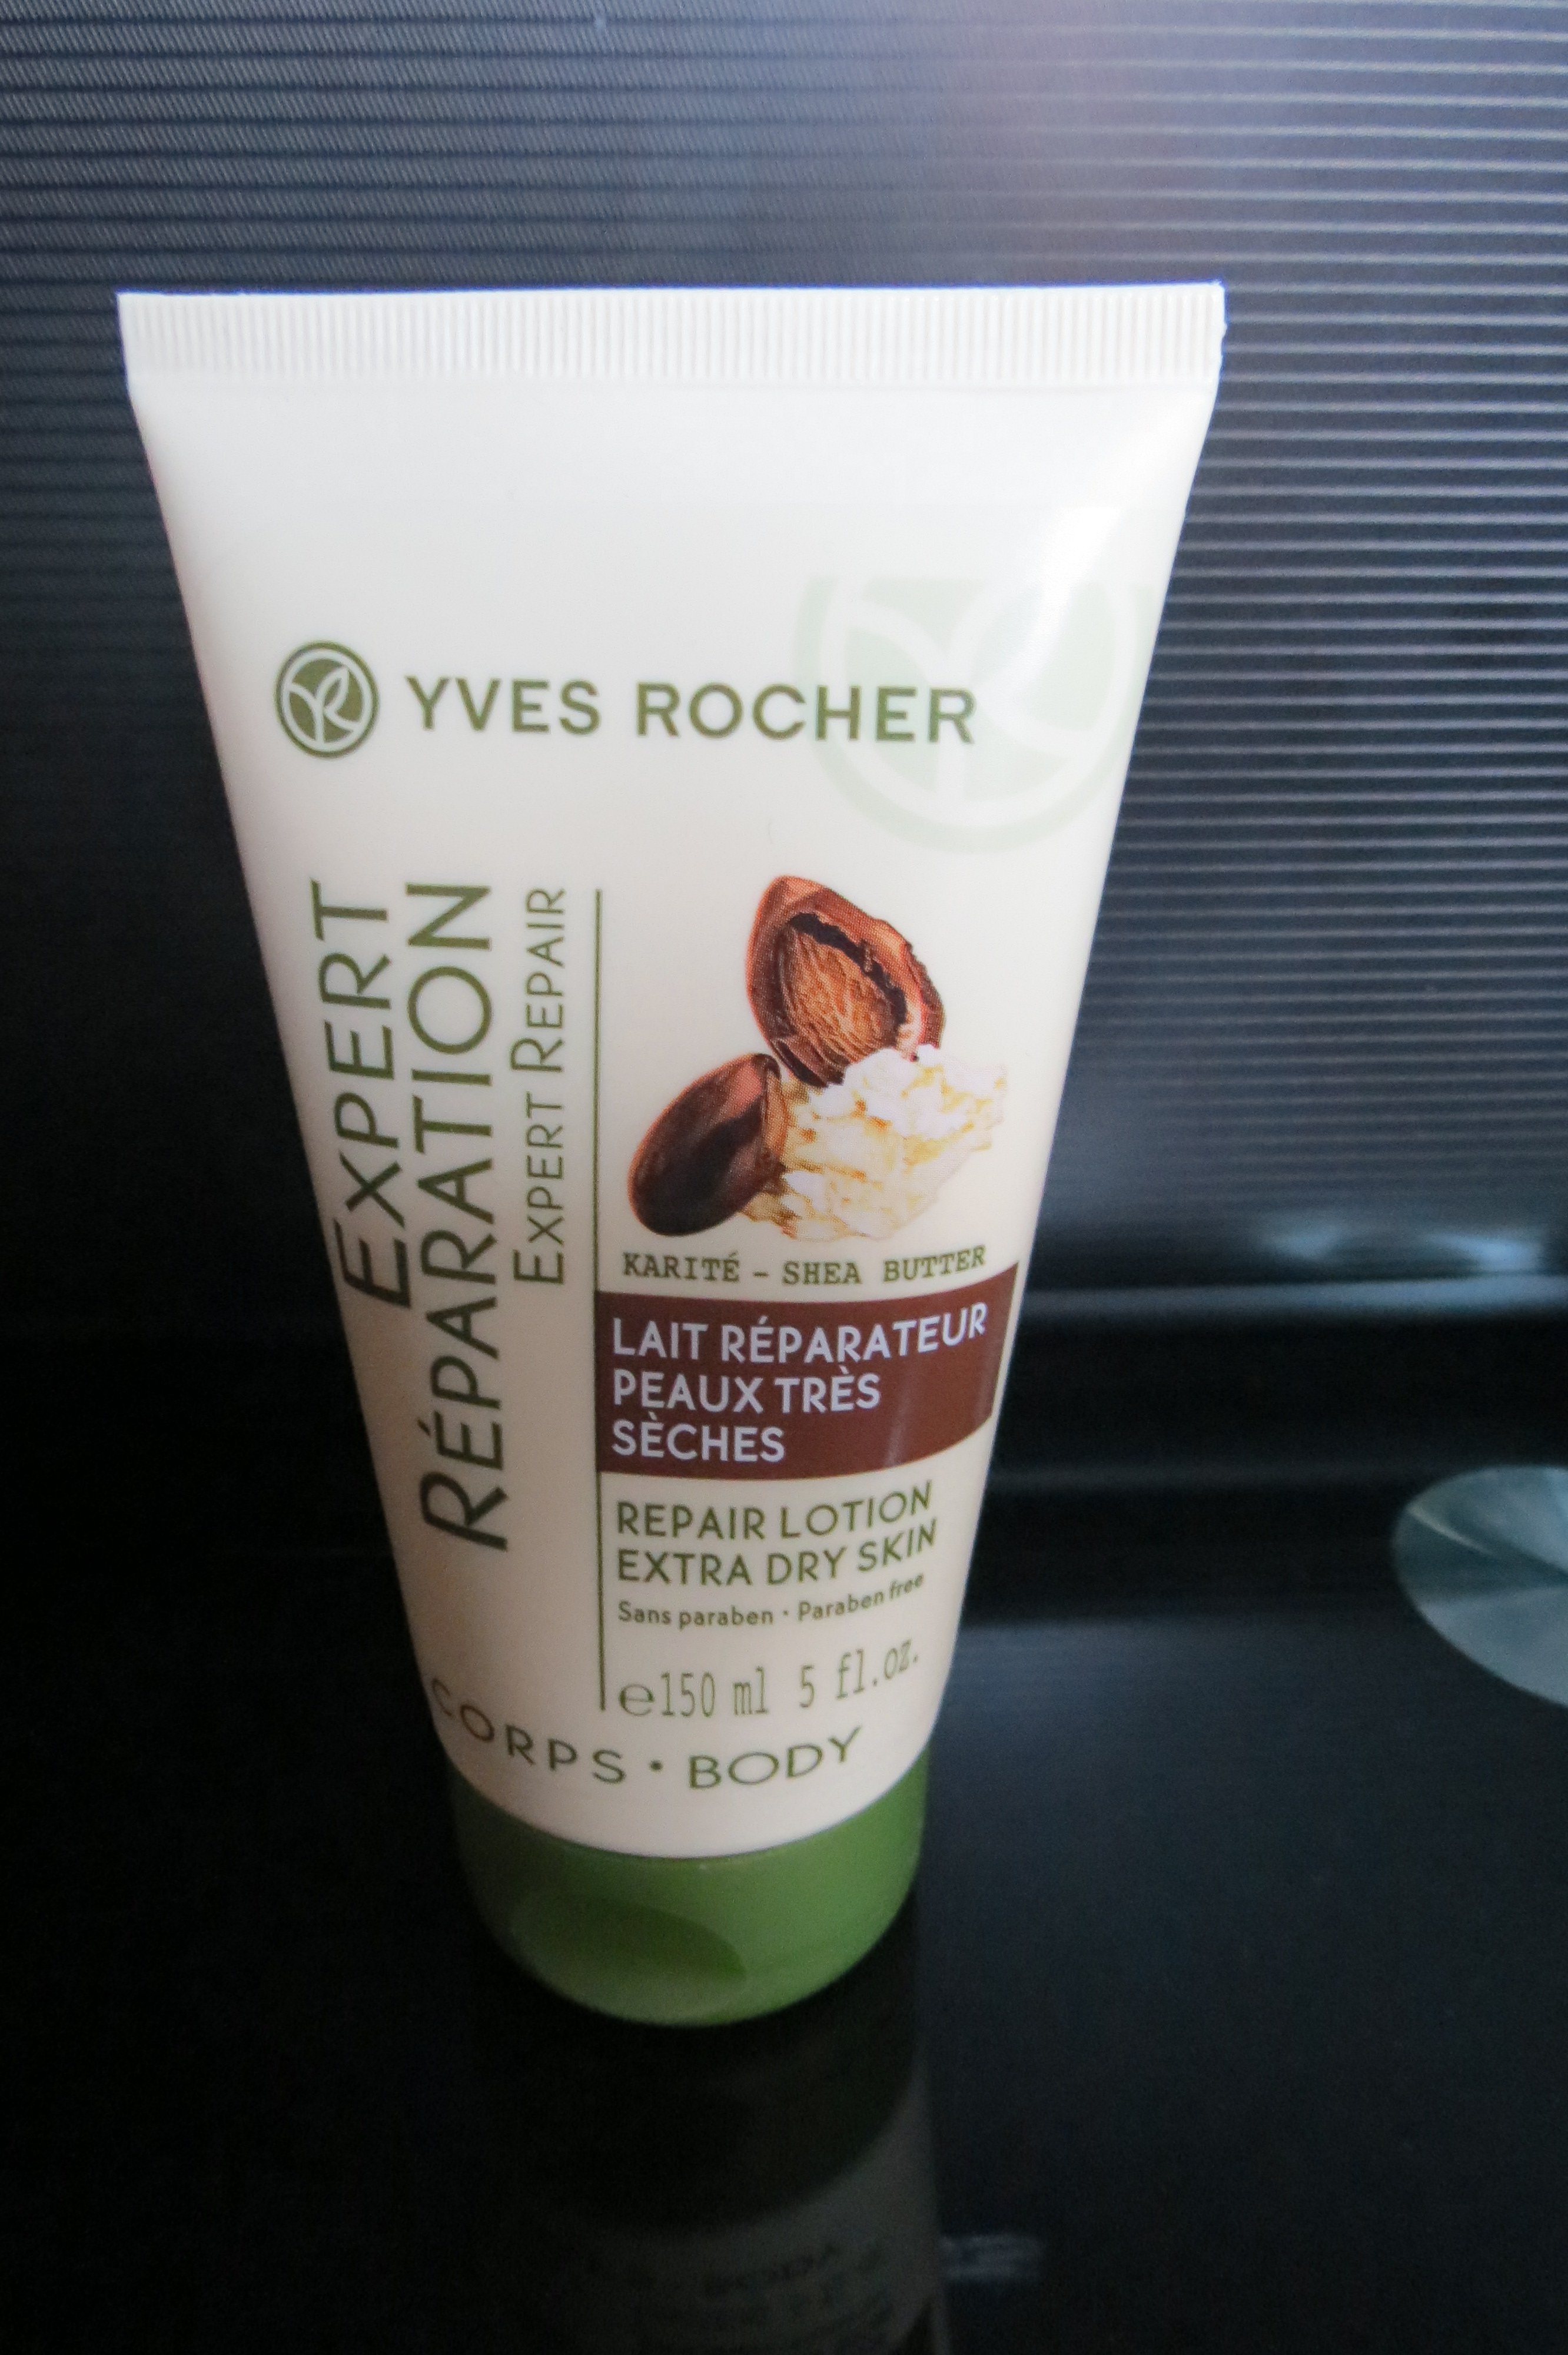 YVES ROCHER
EXPERT
RÉPARATION
EXPERT REPAIR
KARITÉ – SHEA BUTTER
LAIT RÉPARATEUR
PEAUX TRÈS
SÈCHES
REPAIR LOTION
EXTRA DRY SKIN
Sans paraben • Paraben free
℮150 ml 5 fl.oz.
CORPS • BODY